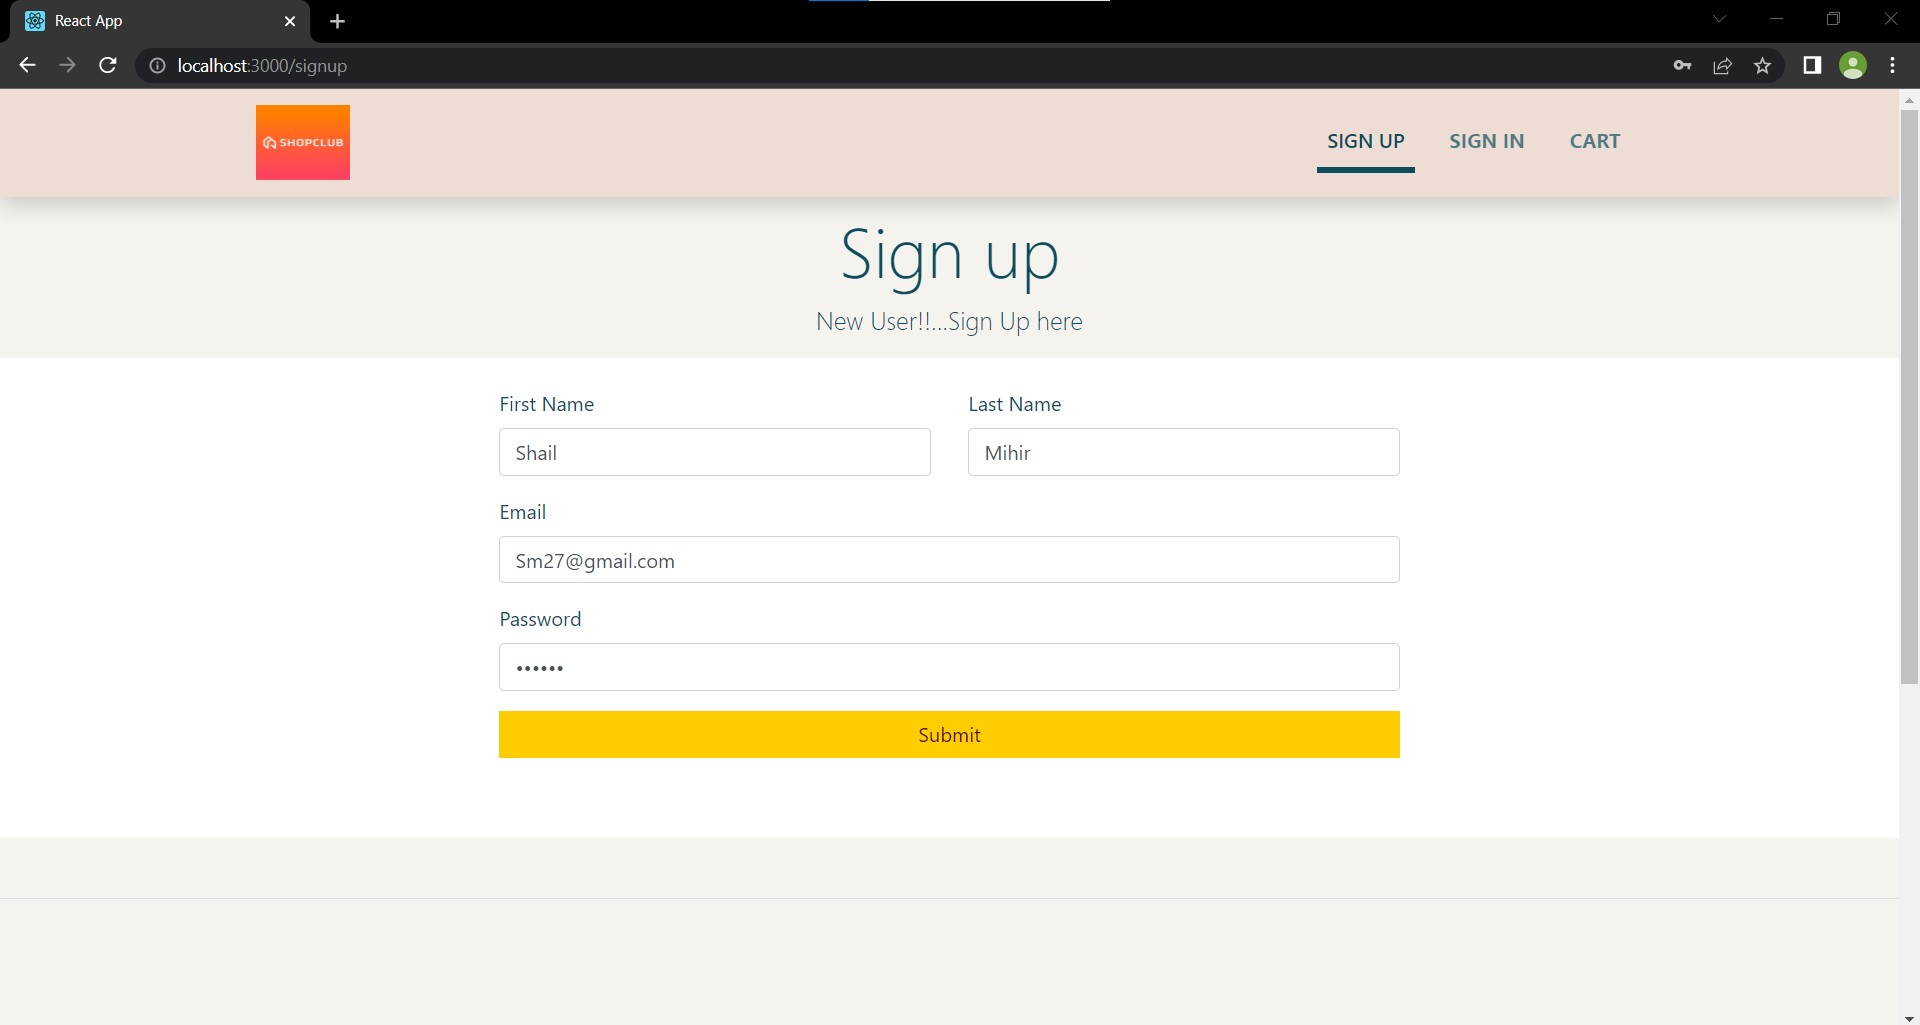 React App
localhost:3000/signup
SHOPCLUB
SIGN UP SIGN IN CART
Sign up
New User!!...Sign Up here
First Name Last Name
Shail Mihir
Email
Sm27@gmail.com
Password
••••••
Submit